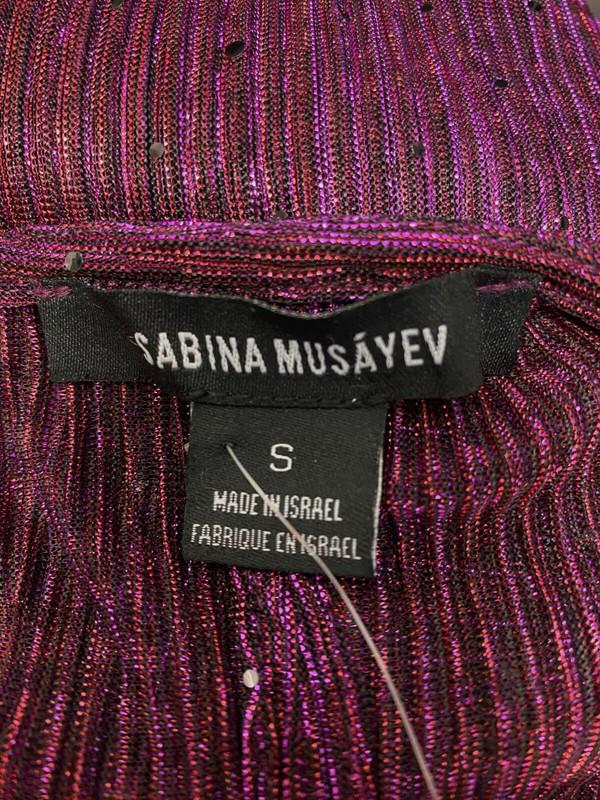 SABINA MUSÁYEV
S
MADE IN ISRAEL
FABRIQUE EN ISRAEL